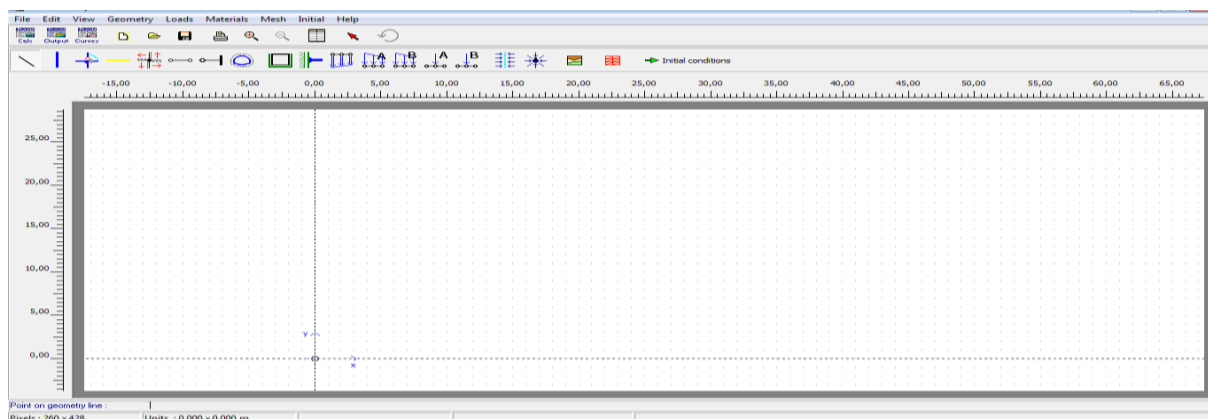 File Edit View Geometry Loads Materials Mesh Initial Help
Calc Output Curves
A B A B Initial conditions
-15,00 -10,00 -5,00 0,00 5,00 10,00 15,00 20,00 25,00 30,00 35,00 40,00 45,00 50,00 55,00 60,00 65,00
25,00
20,00
15,00
10,00
5,00
y
0,00
x
Point on geometry line :
Pixels : 260 x 428 Units : 0,000 x 0,000 m